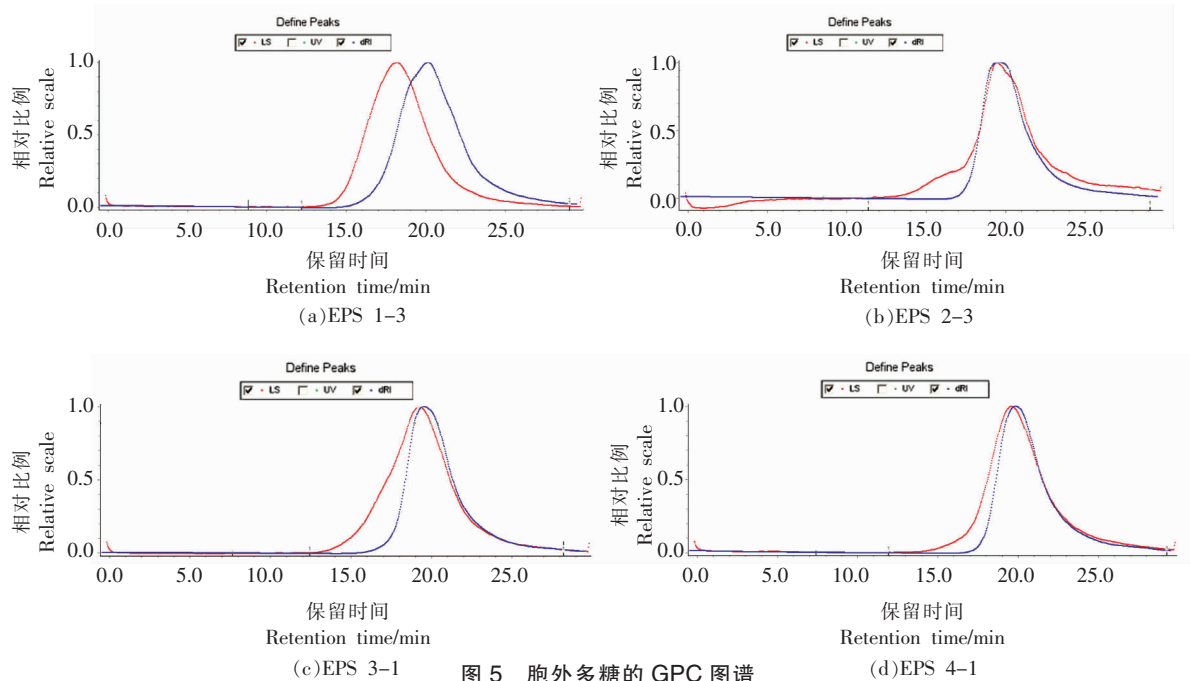 Define Peaks
LS UV dRI
相对比例
Relative scale
1.0
0.5
0.0
0.0 5.0 10.0 15.0 20.0 25.0
保留时间
Retention time/min
(a)EPS 1-3
Define Peaks
LS UV dRI
相对比例
Relative scale
1.0
0.5
0.0
0.0 5.0 10.0 15.0 20.0 25.0
保留时间
Retention time/min
(b)EPS 2-3
Define Peaks
LS UV dRI
相对比例
Relative scale
1.0
0.5
0.0
0.0 5.0 10.0 15.0 20.0 25.0
保留时间
Retention time/min
(c)EPS 3-1
Define Peaks
LS UV dRI
相对比例
Relative scale
1.0
0.5
0.0
0.0 5.0 10.0 15.0 20.0 25.0
保留时间
Retention time/min
(d)EPS 4-1
图 5 胞外多糖的 GPC 图谱